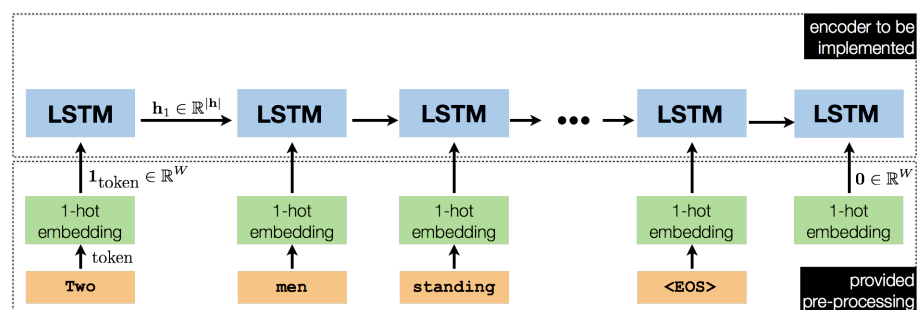 encoder to be
implemented
LSTM
h₁ ∈ ℝ^|h|
LSTM
LSTM
•••
LSTM
LSTM
1_token ∈ ℝ^W
0 ∈ ℝ^W
1-hot
embedding
1-hot
embedding
1-hot
embedding
1-hot
embedding
1-hot
embedding
token
Two
men
standing
<EOS>
provided
pre-processing